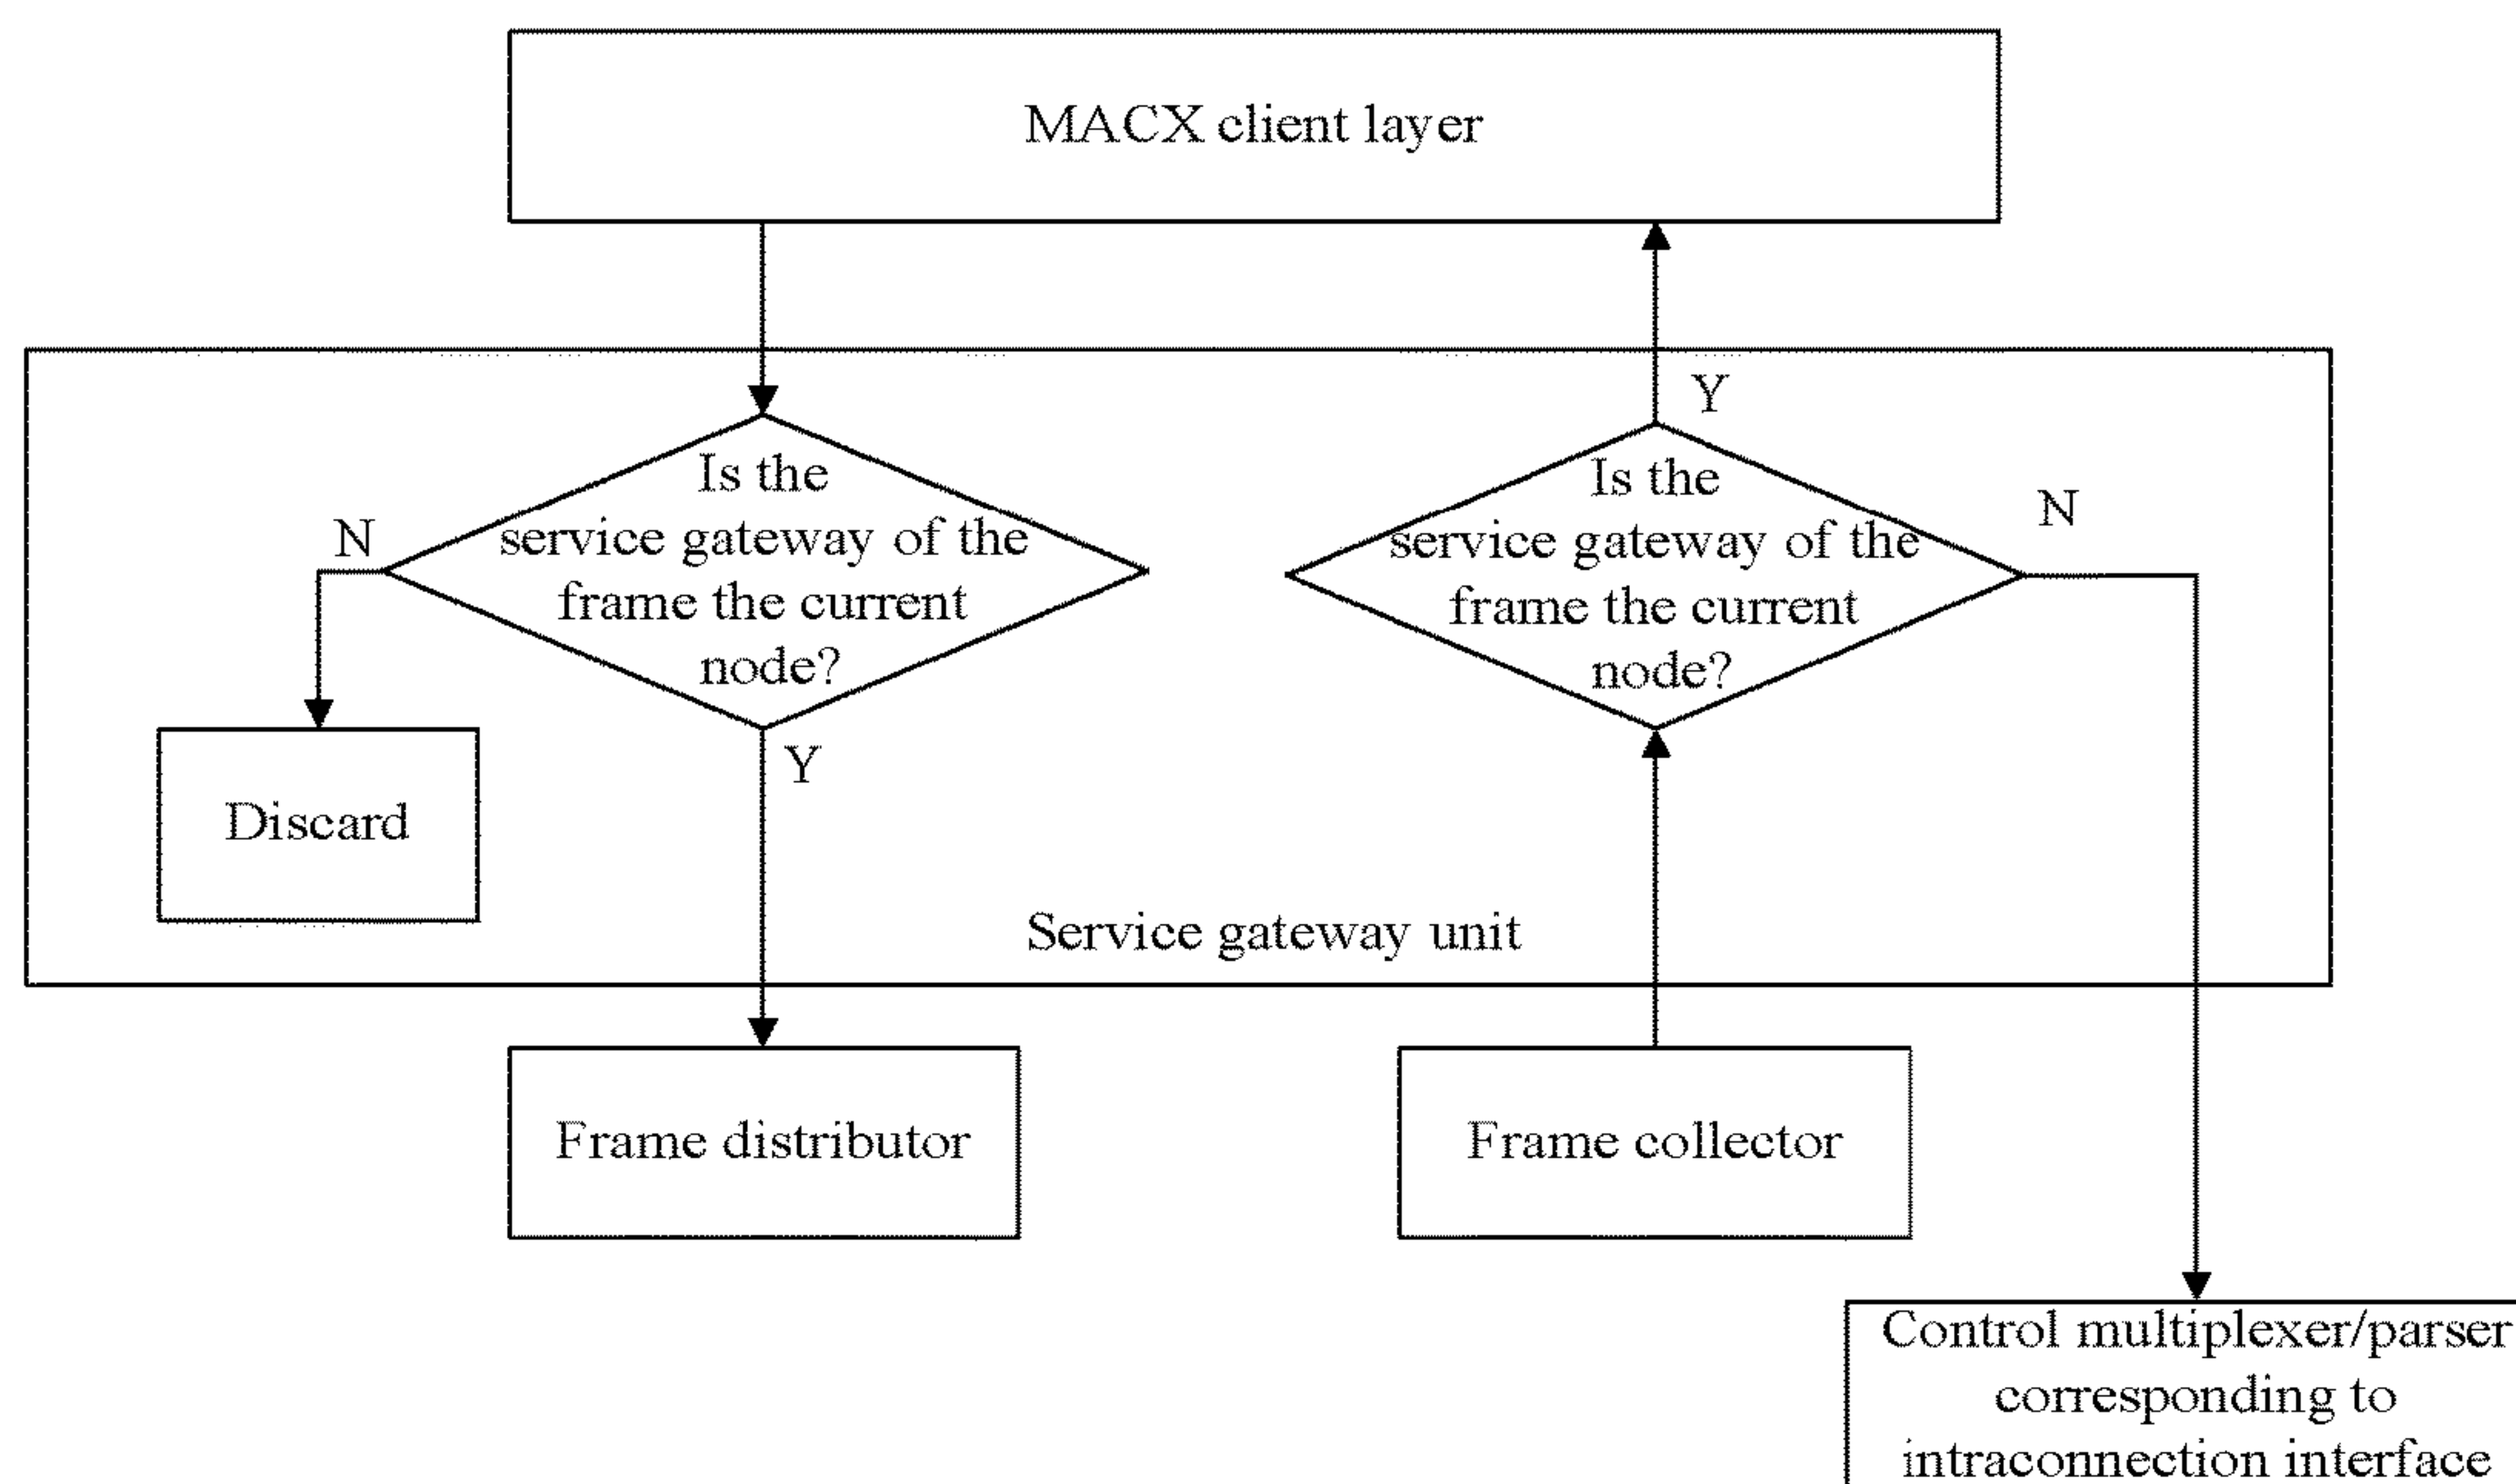 MACX client layer
Y
Is the
service gateway of the
frame the current
node?
N
Is the
service gateway of the
frame the current
node?
N
Y
Discard
Service gateway unit
Frame distributor
Frame collector
Control multiplexer/parser
corresponding to
intraconnection interface